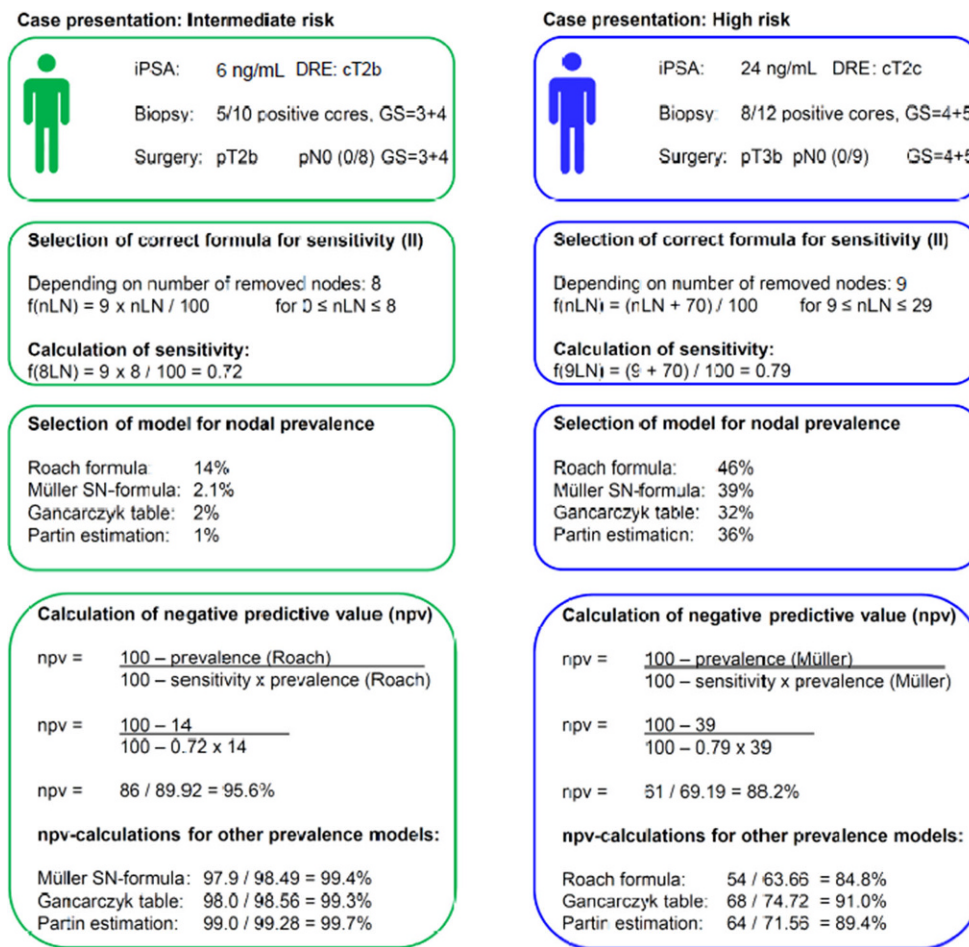 Case presentation: Intermediate risk
iPSA: 6 ng/mL DRE: cT2b
Biopsy: 5/10 positive cores, GS=3+4
Surgery: pT2b pN0 (0/8) GS=3+4
Selection of correct formula for sensitivity (II)
Depending on number of removed nodes: 8
f(nLN) = 9 x nLN / 100 for 0 ≤ nLN ≤ 8
Calculation of sensitivity:
f(8LN) = 9 x 8 / 100 = 0.72
Selection of model for nodal prevalence
Roach formula: 14%
Müller SN-formula: 2.1%
Gancarczyk table: 2%
Partin estimation: 1%
Calculation of negative predictive value (npv)
npv = 100 – prevalence (Roach)
100 – sensitivity x prevalence (Roach)
npv = 100 – 14
100 – 0.72 x 14
npv = 86 / 89.92 = 95.6%
npv-calculations for other prevalence models:
Müller SN-formula: 97.9 / 98.49 = 99.4%
Gancarczyk table: 98.0 / 98.56 = 99.3%
Partin estimation: 99.0 / 99.28 = 99.7%
Case presentation: High risk
iPSA: 24 ng/mL DRE: cT2c
Biopsy: 8/12 positive cores, GS=4+5
Surgery: pT3b pN0 (0/9) GS=4+5
Selection of correct formula for sensitivity (II)
Depending on number of removed nodes: 9
f(nLN) = (nLN + 70) / 100 for 9 ≤ nLN ≤ 29
Calculation of sensitivity:
f(9LN) = (9 + 70) / 100 = 0.79
Selection of model for nodal prevalence
Roach formula: 46%
Müller SN-formula: 39%
Gancarczyk table: 32%
Partin estimation: 36%
Calculation of negative predictive value (npv)
npv = 100 – prevalence (Müller)
100 – sensitivity x prevalence (Müller)
npv = 100 – 39
100 – 0.79 x 39
npv = 61 / 69.19 = 88.2%
npv-calculations for other prevalence models:
Roach formula: 54 / 63.66 = 84.8%
Gancarczyk table: 68 / 74.72 = 91.0%
Partin estimation: 64 / 71.56 = 89.4%